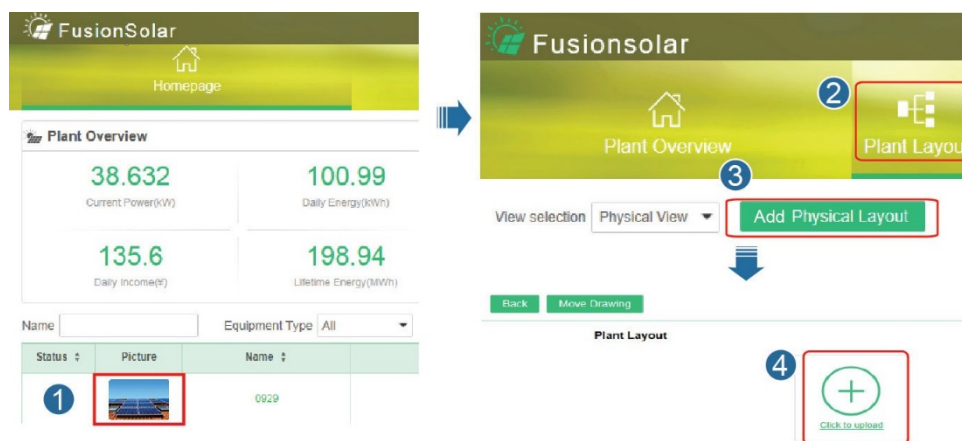 FusionSolar
Homepage
Plant Overview
38.632
Current Power(kW)
100.99
Daily Energy(kWh)
135.6
Daily Income(¥)
198.94
Lifetime Energy(MWh)
Name
Equipment Type All
Status Picture Name
1
0929
Fusionsolar
Plant Overview
2
Plant Layou
3
View selection Physical View Add Physical Layout
Back Move Drawing
Plant Layout
4
Click to upload